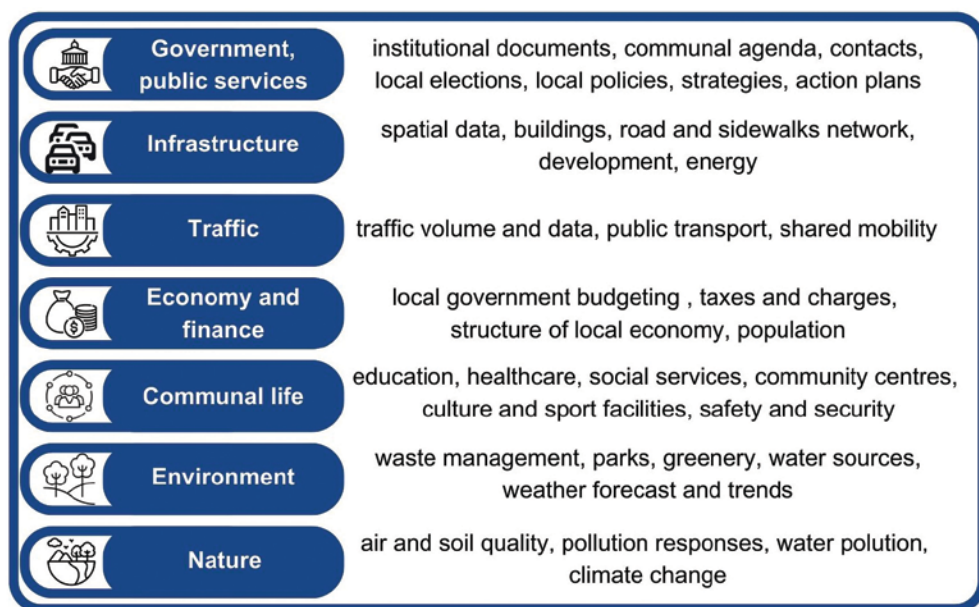 Government,
public services
institutional documents, communal agenda, contacts,
local elections, local policies, strategies, action plans
Infrastructure
spatial data, buildings, road and sidewalks network,
development, energy
Traffic
traffic volume and data, public transport, shared mobility
Economy and
finance
local government budgeting , taxes and charges,
structure of local economy, population
Communal life
education, healthcare, social services, community centres,
culture and sport facilities, safety and security
Environment
waste management, parks, greenery, water sources,
weather forecast and trends
Nature
air and soil quality, pollution responses, water polution,
climate change